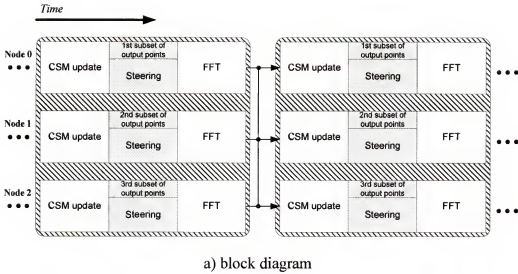 Time
Node 0
CSM update
1st subset of
output points
Steering
FFT
CSM update
1st subset of
output points
Steering
FFT
Node 1
CSM update
2nd subset of
output points
Steering
FFT
CSM update
2nd subset of
output points
Steering
FFT
Node 2
CSM update
3rd subset of
output points
Steering
FFT
CSM update
3rd subset of
output points
Steering
FFT
a) block diagram